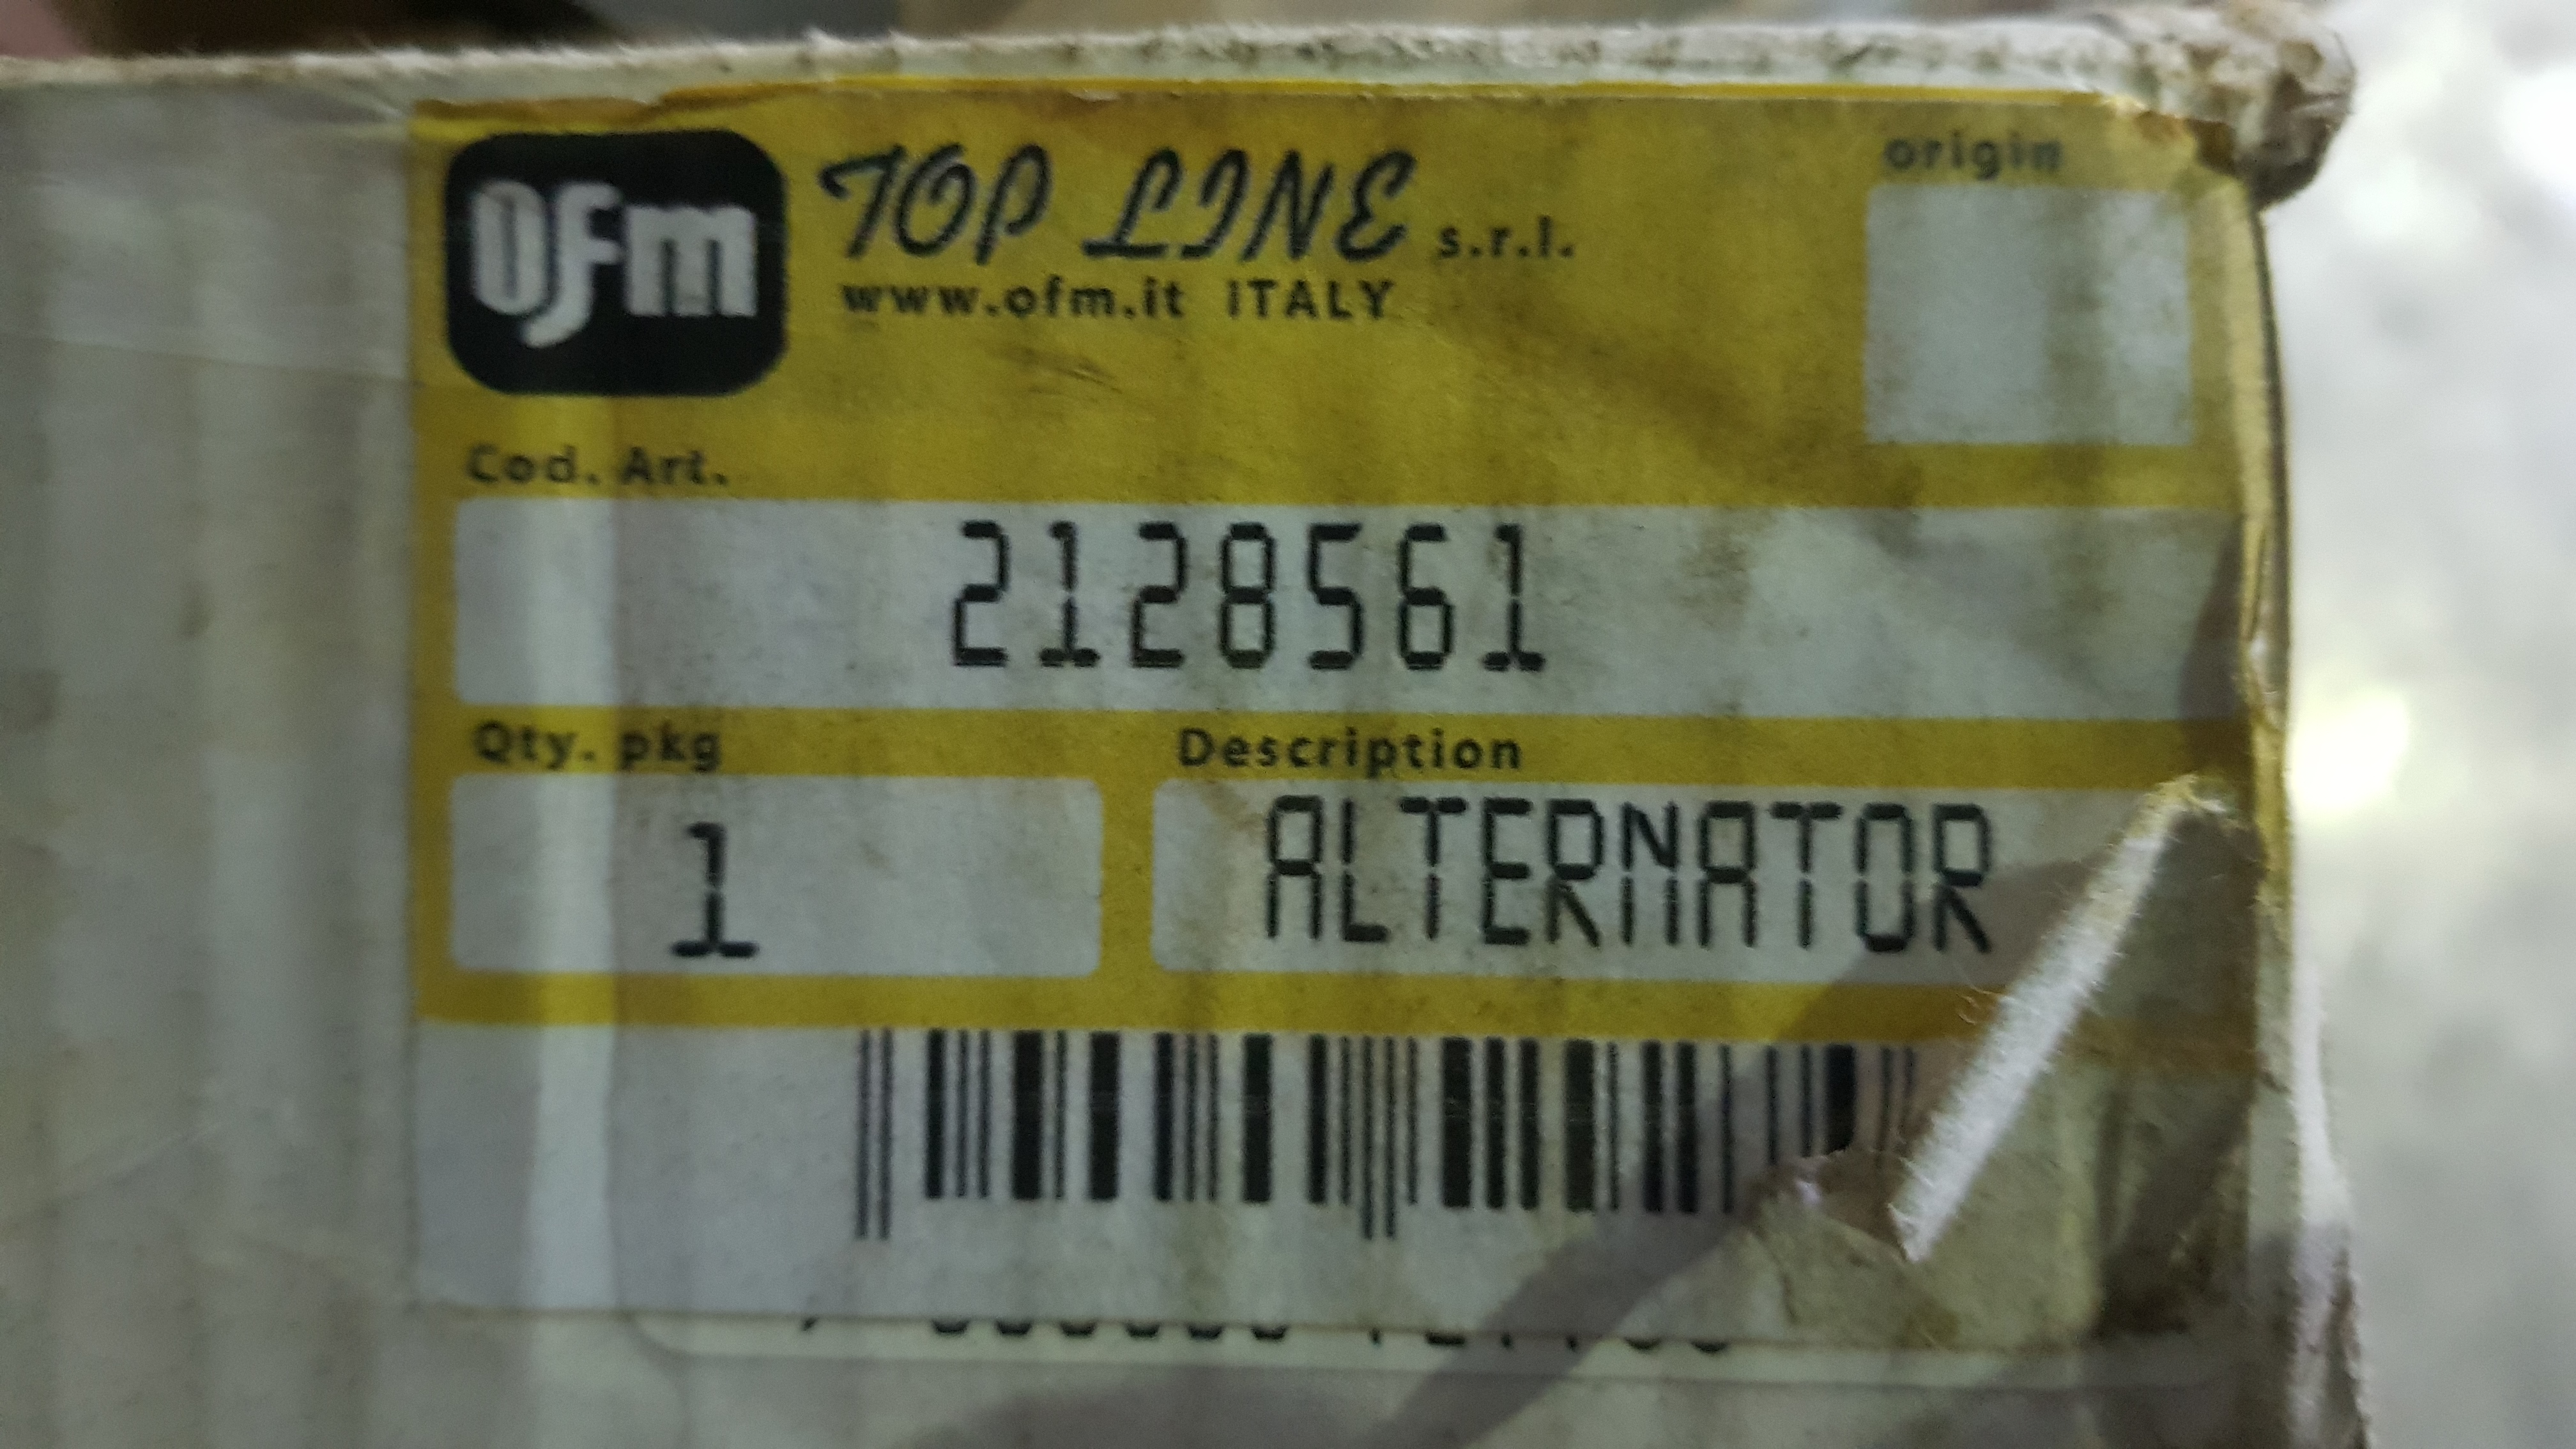 ofm
TOP LINE s.r.l.
www.ofm.it ITALY
origin
Cod. Art.
2128561
Qty. pkg
Description
1
ALTERNATOR